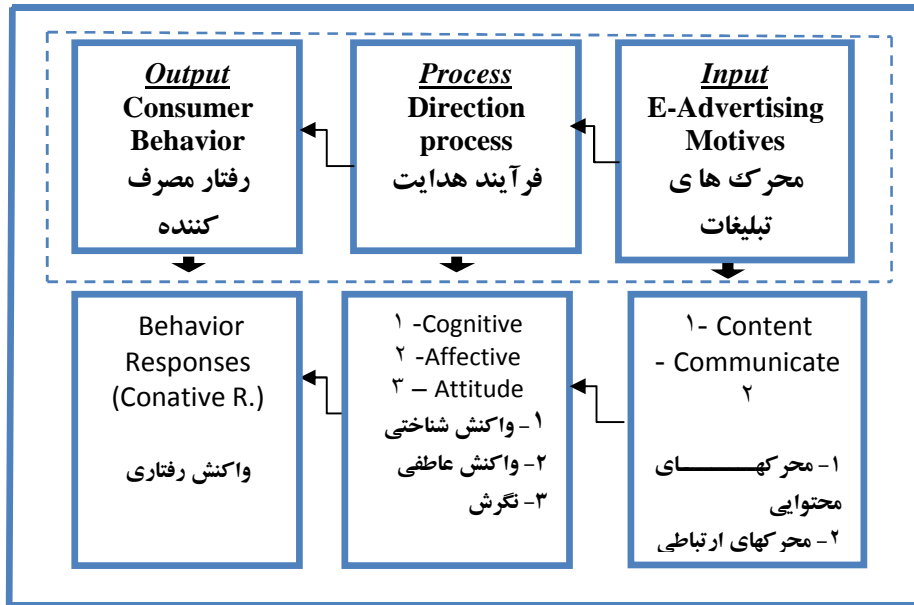 Output
Consumer
Behavior
رفتار مصرف
کننده
Process
Direction
process
فرآیند هدایت
Input
E-Advertising
Motives
محرک های
تبلیغات
Behavior
Responses
(Conative R.)
واکنش رفتاری
۱ -Cognitive
۲ -Affective
۳ – Attitude
۱- واکنش شناختی
۲- واکنش عاطفی
۳- نگرش
۱- Content
- Communicate
۲
۱- محرکهـــــــای
محتوایی
۲- محرکهای ارتباطی